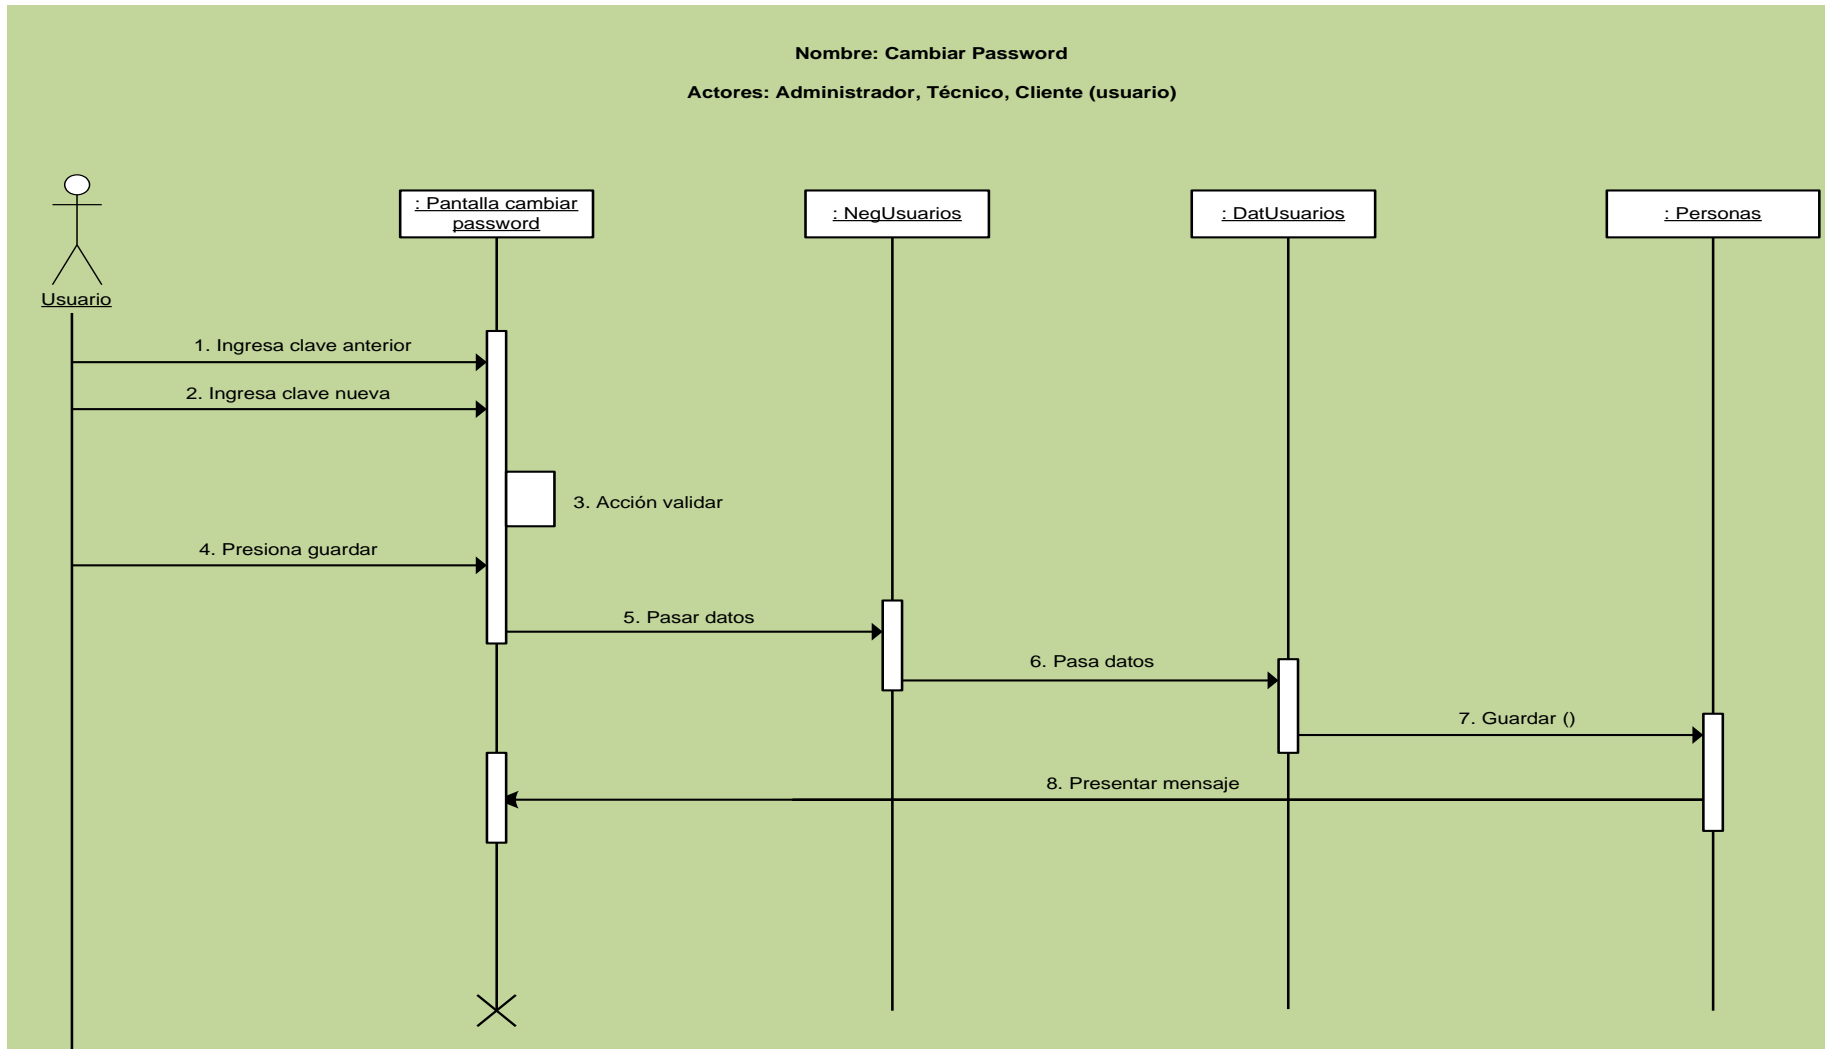 Nombre: Cambiar Password
Actores: Administrador, Técnico, Cliente (usuario)
: Pantalla cambiar
password
: NegUsuarios
: DatUsuarios
: Personas
Usuario
1. Ingresa clave anterior
2. Ingresa clave nueva
3. Acción validar
4. Presiona guardar
5. Pasar datos
6. Pasa datos
7. Guardar ()
8. Presentar mensaje